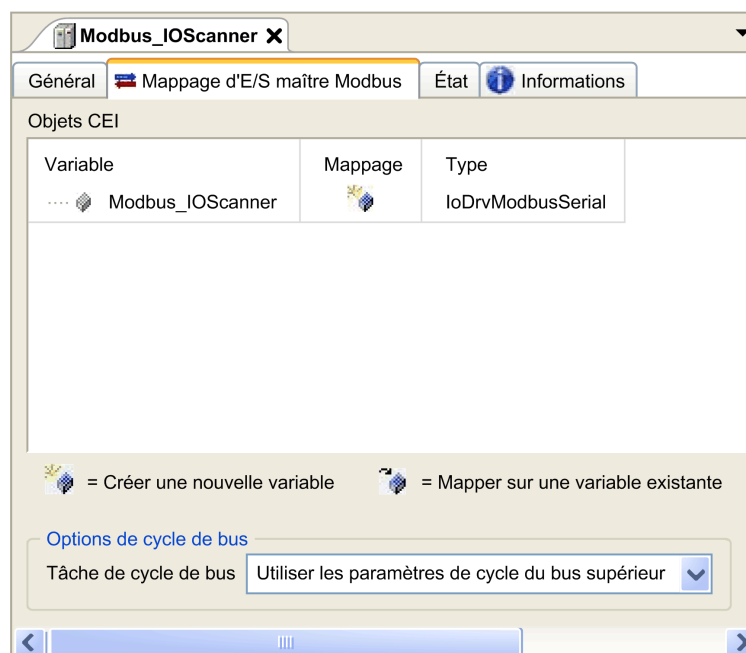 Modbus_IOScanner
Général Mappage d'E/S maître Modbus État Informations
Objets CEI
Variable Mappage Type
Modbus_IOScanner IoDrvModbusSerial
= Créer une nouvelle variable = Mapper sur une variable existante
Options de cycle de bus
Tâche de cycle de bus Utiliser les paramètres de cycle du bus supérieur